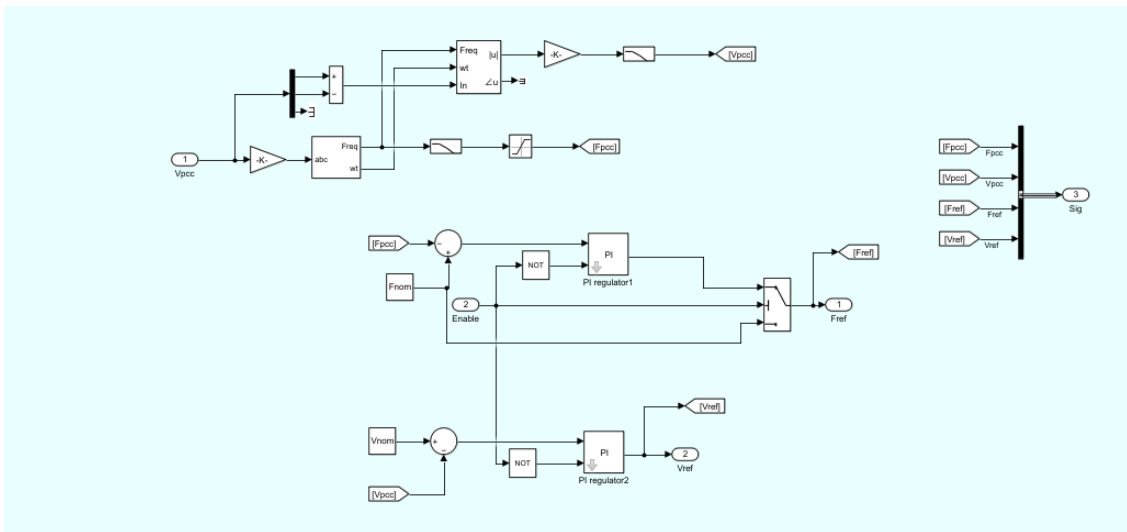 Freq
|u|
-K-
[Vpcc]
wt
+
−
In
∠u
1
Vpcc
-K-
abc
Freq
wt
[Fpcc]
[Fpcc]
Fpcc
[Vpcc]
Vpcc
3
Sig
[Fref]
Fref
[Vref]
Vref
[Fpcc]
−
+
NOT
PI
PI regulator1
[Fref]
Fnom
2
Enable
1
Fref
[Vref]
Vnom
+
−
NOT
PI
PI regulator2
2
Vref
[Vpcc]